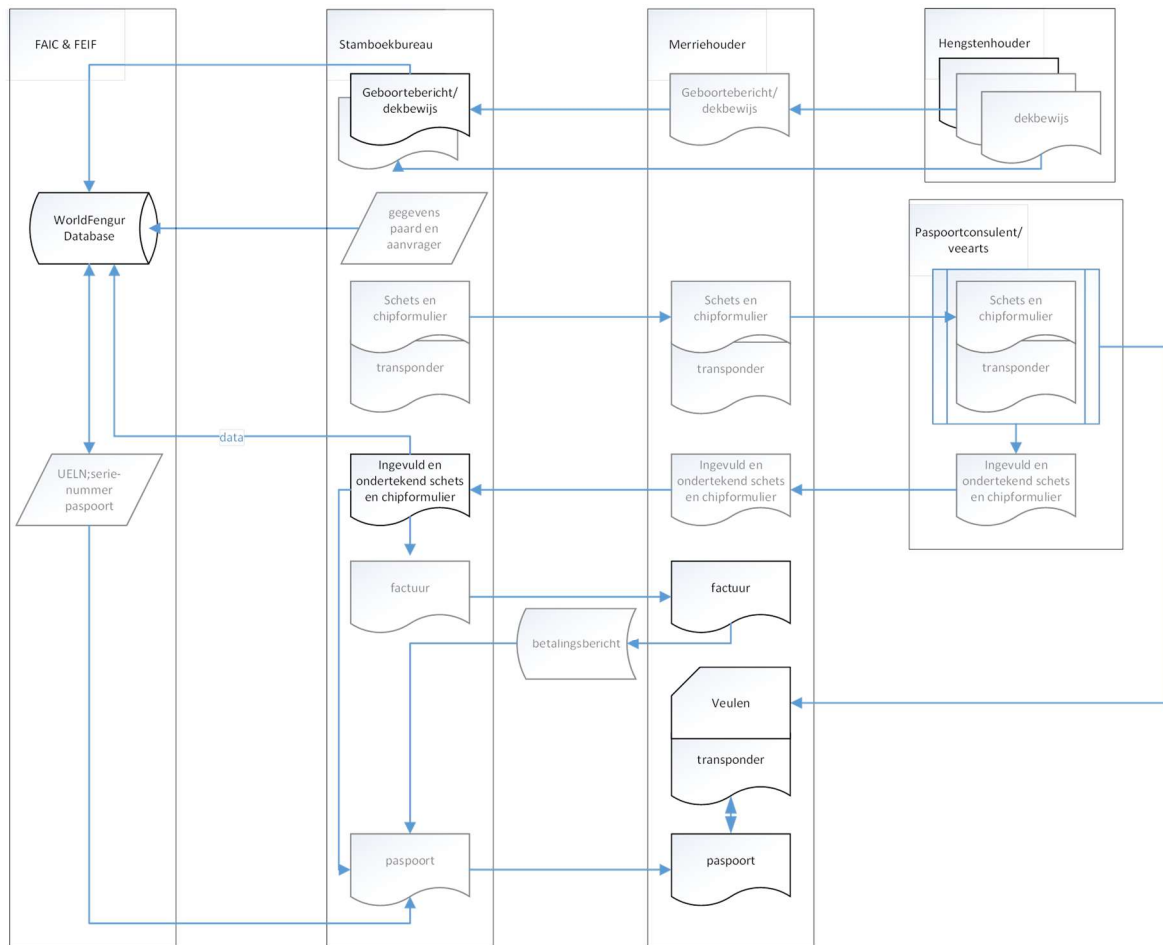 FAIC & FEIF
Stamboekbureau
Merriehouder
Hengstenhouder
Geboortebericht/
dekbewijs
Geboortebericht/
dekbewijs
dekbewijs
WorldFengur
Database
gegevens
paard en
aanvrager
Paspoortconsulent/
veearts
Schets en
chipformulier
transponder
Schets en
chipformulier
transponder
Schets en
chipformulier
transponder
data
UELN;serie-
nummer
paspoort
Ingevuld en
ondertekend schets
en chipformulier
Ingevuld en
ondertekend schets
en chipformulier
Ingevuld en
ondertekend schets
en chipformulier
factuur
factuur
betalingsbericht
Veulen
transponder
paspoort
paspoort